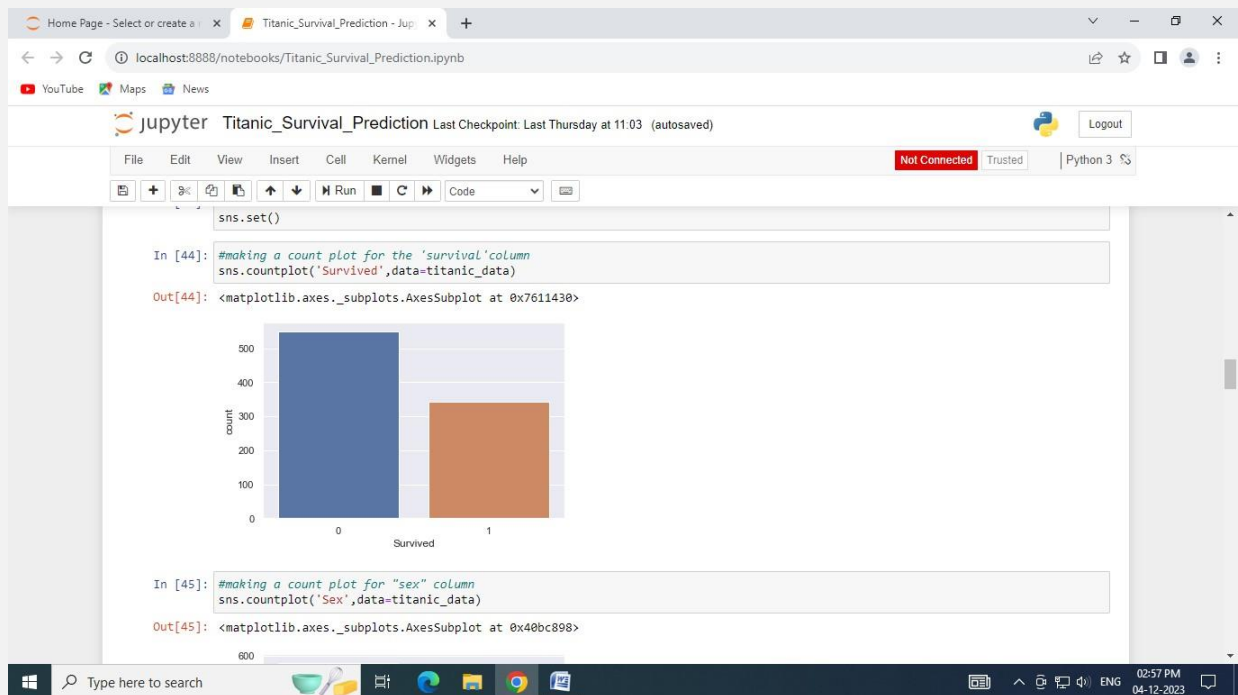 Home Page - Select or create a
Titanic_Survival_Prediction - Jup
localhost:8888/notebooks/Titanic_Survival_Prediction.ipynb
YouTube Maps News
jupyter Titanic_Survival_Prediction Last Checkpoint: Last Thursday at 11:03 (autosaved)
Logout
File Edit View Insert Cell Kernel Widgets Help
Not Connected Trusted Python 3
Run Code
sns.set()
In [44]: #making a count plot for the 'survival'column
sns.countplot('Survived',data=titanic_data)
Out[44]: <matplotlib.axes._subplots.AxesSubplot at 0x7611430>
500
400
300
200
100
0
count
0 1
Survived
In [45]: #making a count plot for "sex" column
sns.countplot('Sex',data=titanic_data)
Out[45]: <matplotlib.axes._subplots.AxesSubplot at 0x40bc898>
600
Type here to search
ENG
02:57 PM
04-12-2023